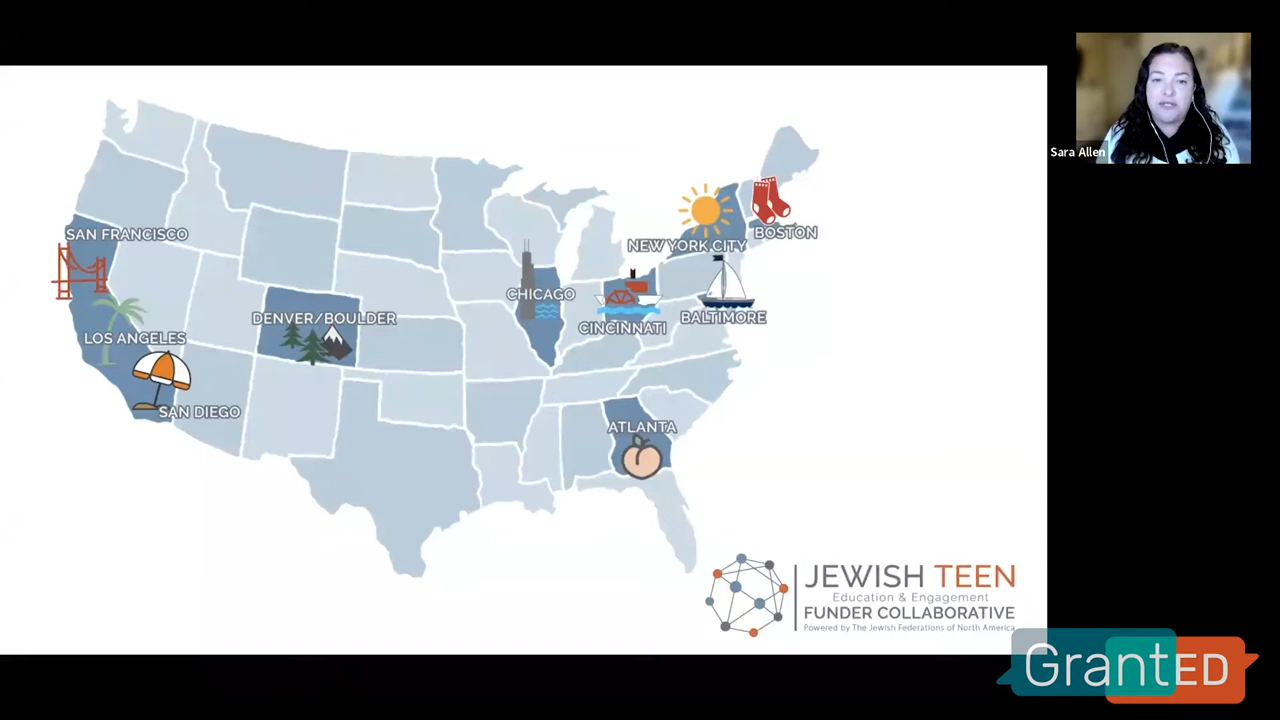 Sara Allen
SAN FRANCISCO
LOS ANGELES
SAN DIEGO
DENVER/BOULDER
CHICAGO
CINCINNATI
NEW YORK CITY
BOSTON
BALTIMORE
ATLANTA
JEWISH TEEN
Education & Engagement
FUNDER COLLABORATIVE
Powered by The Jewish Federations of North America
GrantED